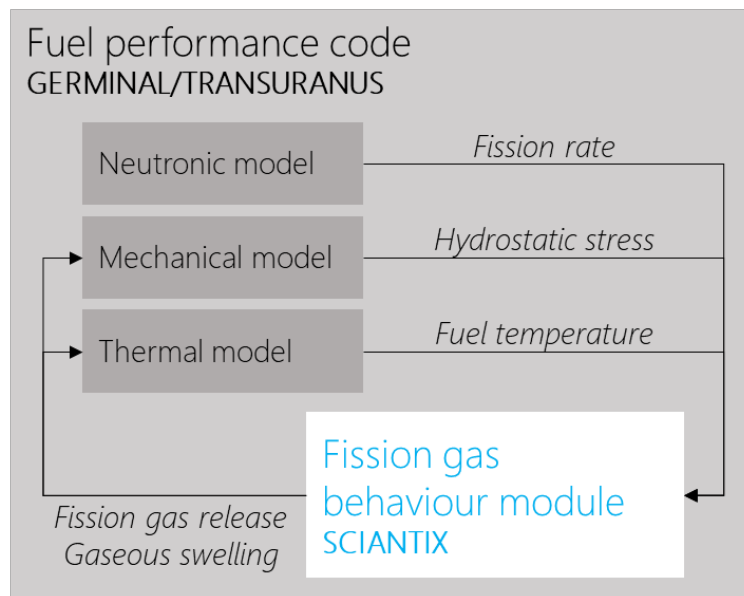 Fuel performance code
GERMINAL/TRANSURANUS
Neutronic model
Fission rate
Mechanical model
Hydrostatic stress
Thermal model
Fuel temperature
Fission gas
behaviour module
SCIANTIX
Fission gas release
Gaseous swelling